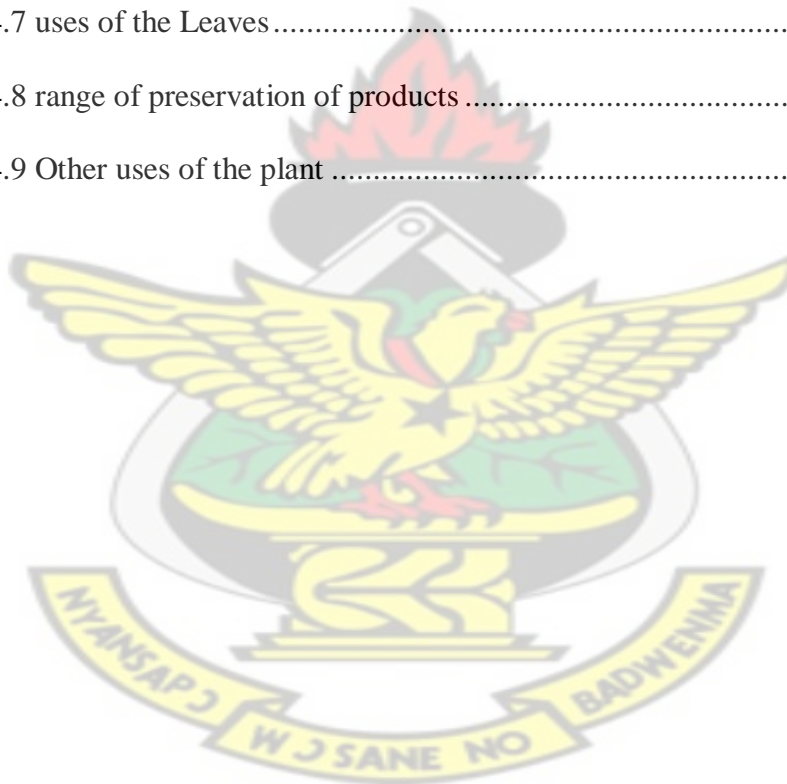 .7 uses of the Leaves ...............................................................
.8 range of preservation of products .......................................
.9 Other uses of the plant ........................................................
NYANSAPƆ WƆSANE NO BADWENMA